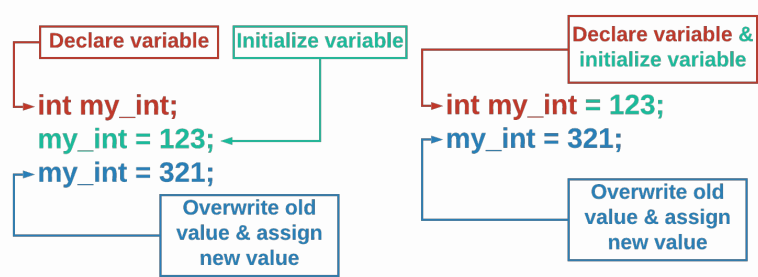 Declare variable
Initialize variable
int my_int;
my_int = 123;
my_int = 321;
Overwrite old
value & assign
new value
Declare variable &
initialize variable
int my_int = 123;
my_int = 321;
Overwrite old
value & assign
new value